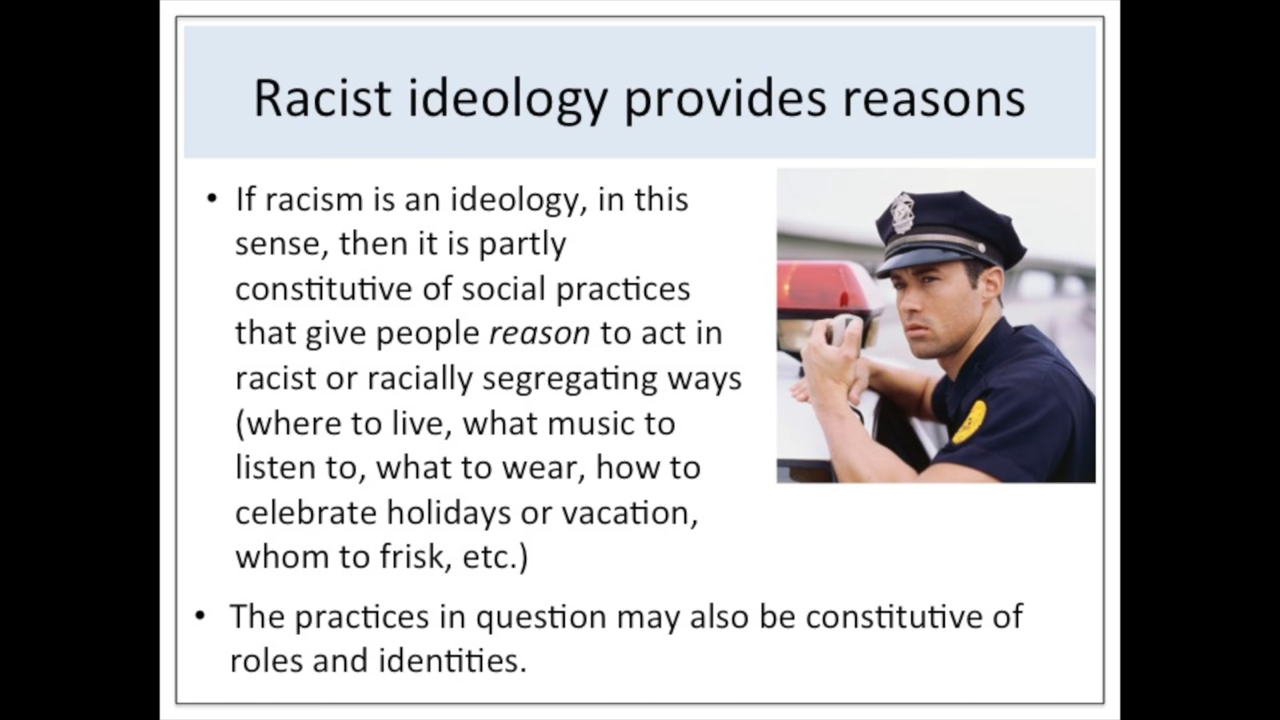 Racist ideology provides reasons
• If racism is an ideology, in this
sense, then it is partly
constitutive of social practices
that give people reason to act in
racist or racially segregating ways
(where to live, what music to
listen to, what to wear, how to
celebrate holidays or vacation,
whom to frisk, etc.)
• The practices in question may also be constitutive of
roles and identities.